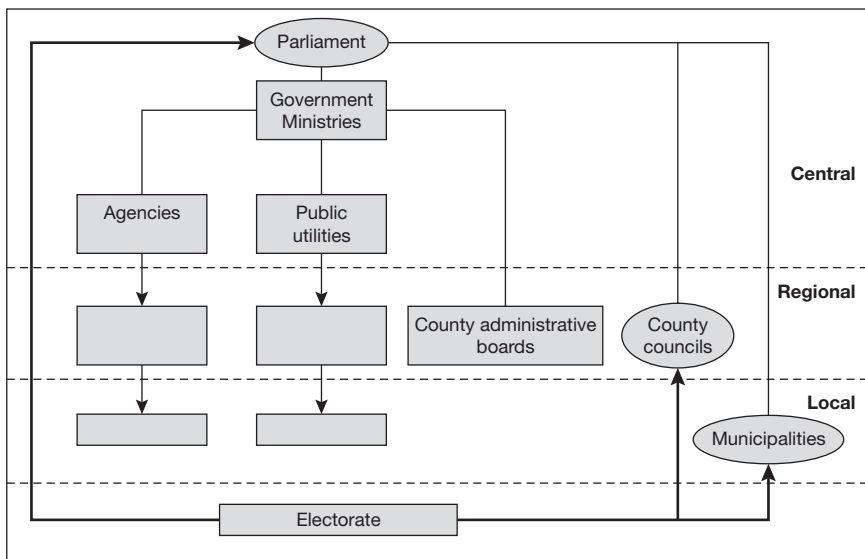 Parliament
Government
Ministries
Central
Agencies
Public
utilities
Regional
County administrative
boards
County
councils
Local
Municipalities
Electorate